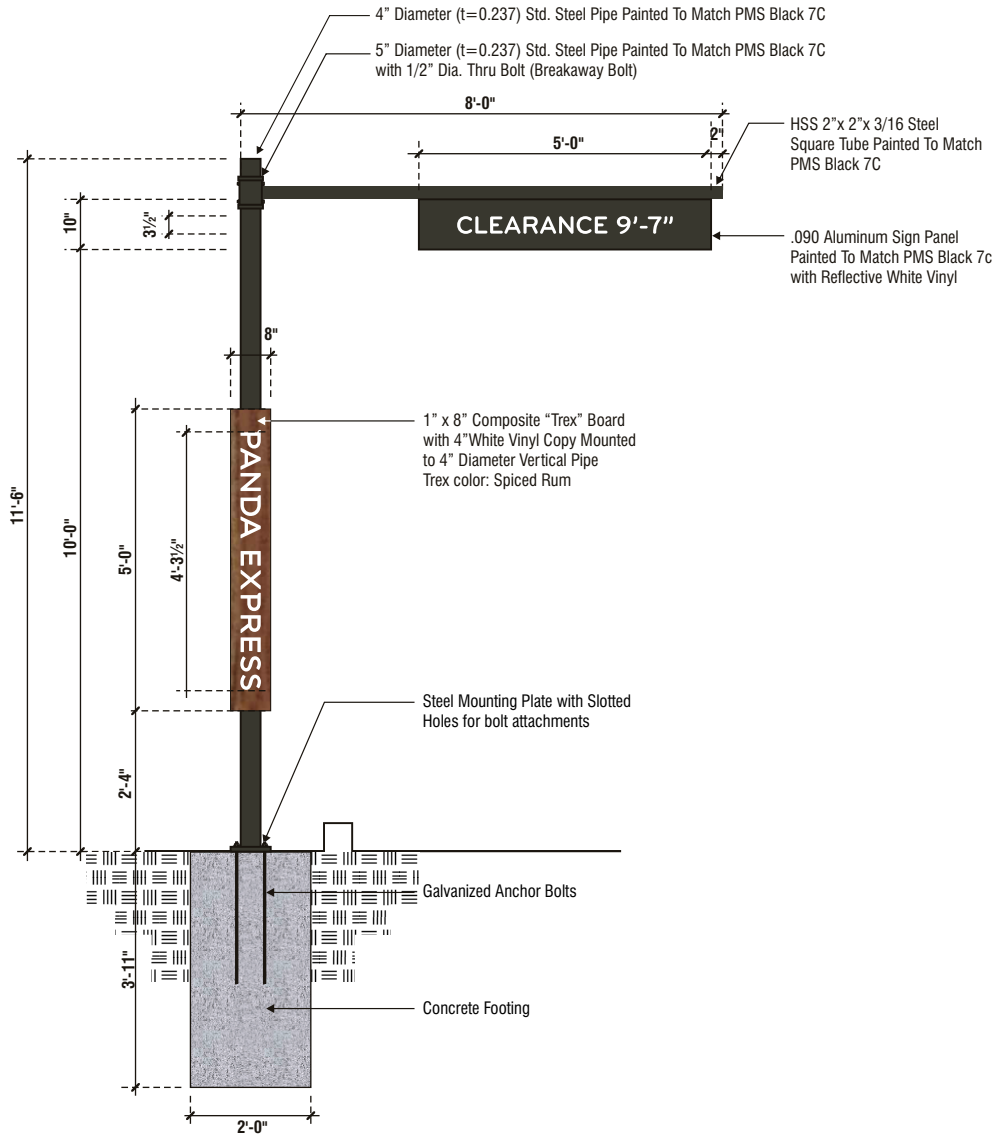 4” Diameter (t=0.237) Std. Steel Pipe Painted To Match PMS Black 7C
5” Diameter (t=0.237) Std. Steel Pipe Painted To Match PMS Black 7C
with 1/2” Dia. Thru Bolt (Breakaway Bolt)
8'-0"
5'-0"
2"
HSS 2”x 2”x 3/16 Steel
Square Tube Painted To Match
PMS Black 7C
10"
3½"
CLEARANCE 9'-7”
.090 Aluminum Sign Panel
Painted To Match PMS Black 7c
with Reflective White Vinyl
8"
1” x 8” Composite “Trex” Board
with 4”White Vinyl Copy Mounted
to 4” Diameter Vertical Pipe
Trex color: Spiced Rum
PANDA EXPRESS
11'-6"
10'-0"
5'-0"
4'-3½"
Steel Mounting Plate with Slotted
Holes for bolt attachments
2'-4"
Galvanized Anchor Bolts
3'-11"
Concrete Footing
2'-0"